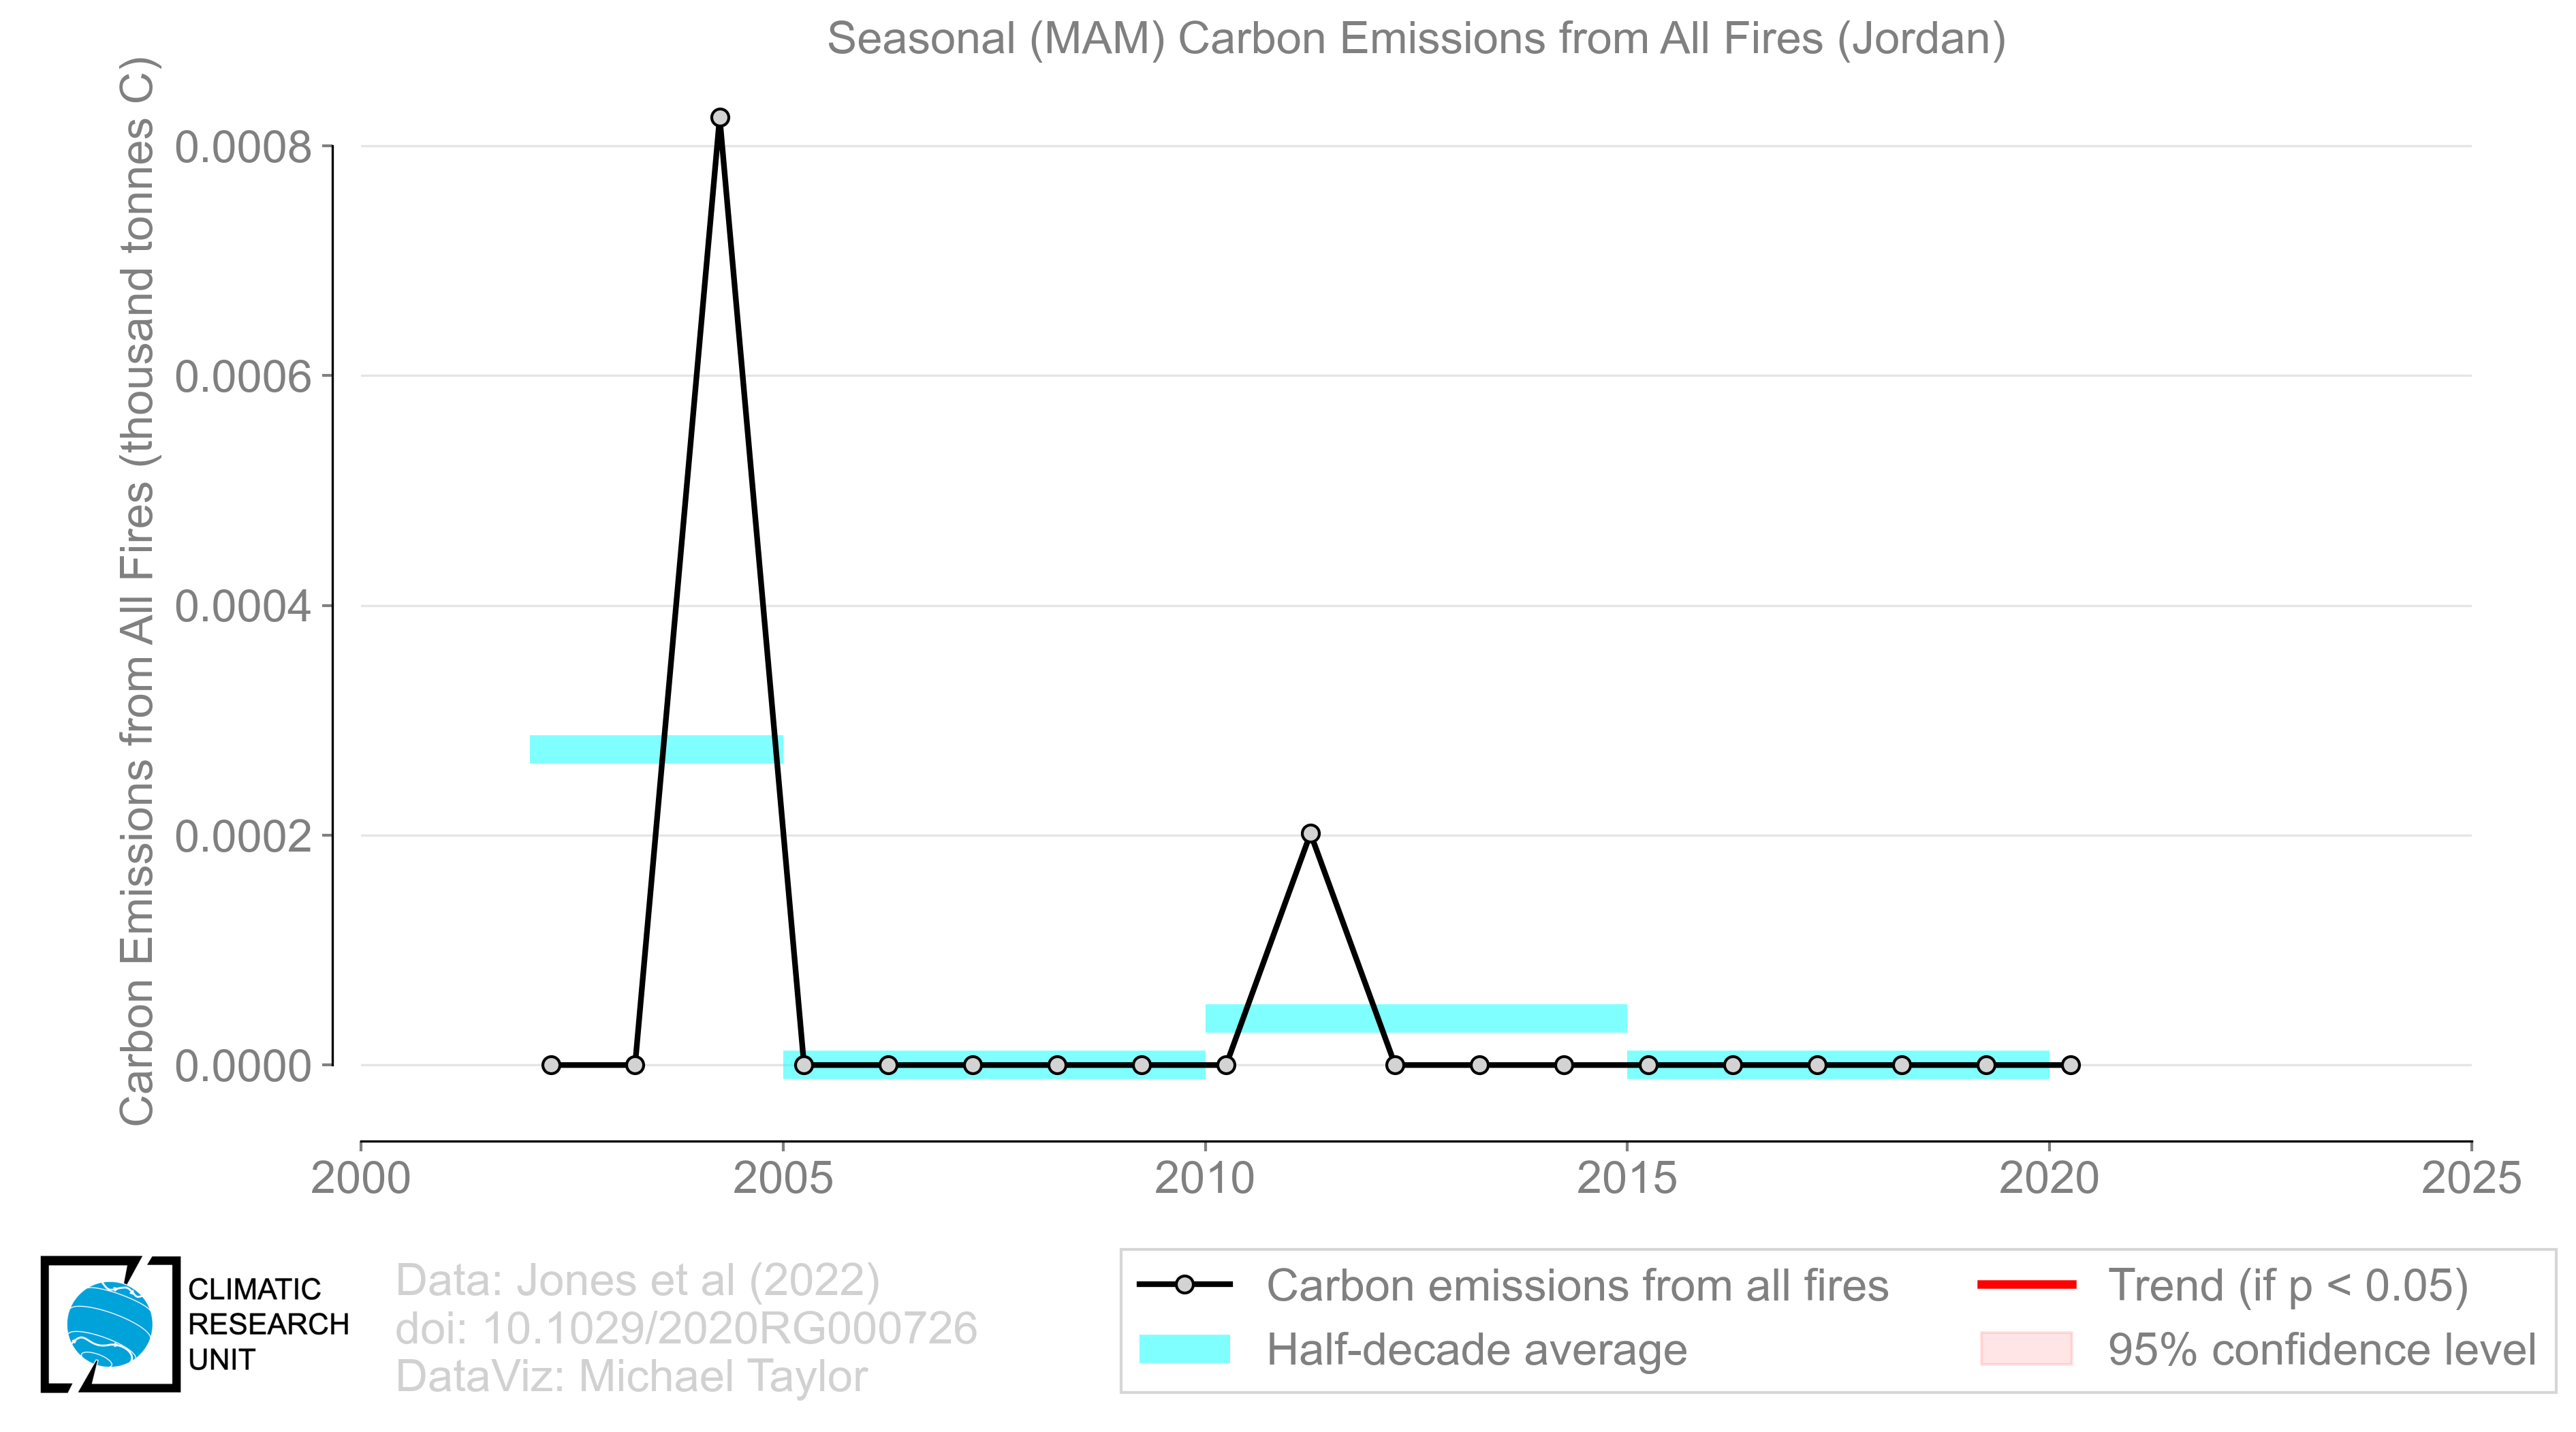 Seasonal (MAM) Carbon Emissions from All Fires (Jordan)
Carbon Emissions from All Fires (thousand tonnes C)
0.0008
0.0006
0.0004
0.0002
0.0000
2000 2005 2010 2015 2020 2025
CLIMATIC
RESEARCH
UNIT
Data: Jones et al (2022)
doi: 10.1029/2020RG000726
DataViz: Michael Taylor
Carbon emissions from all fires
Half-decade average
Trend (if p < 0.05)
95% confidence level